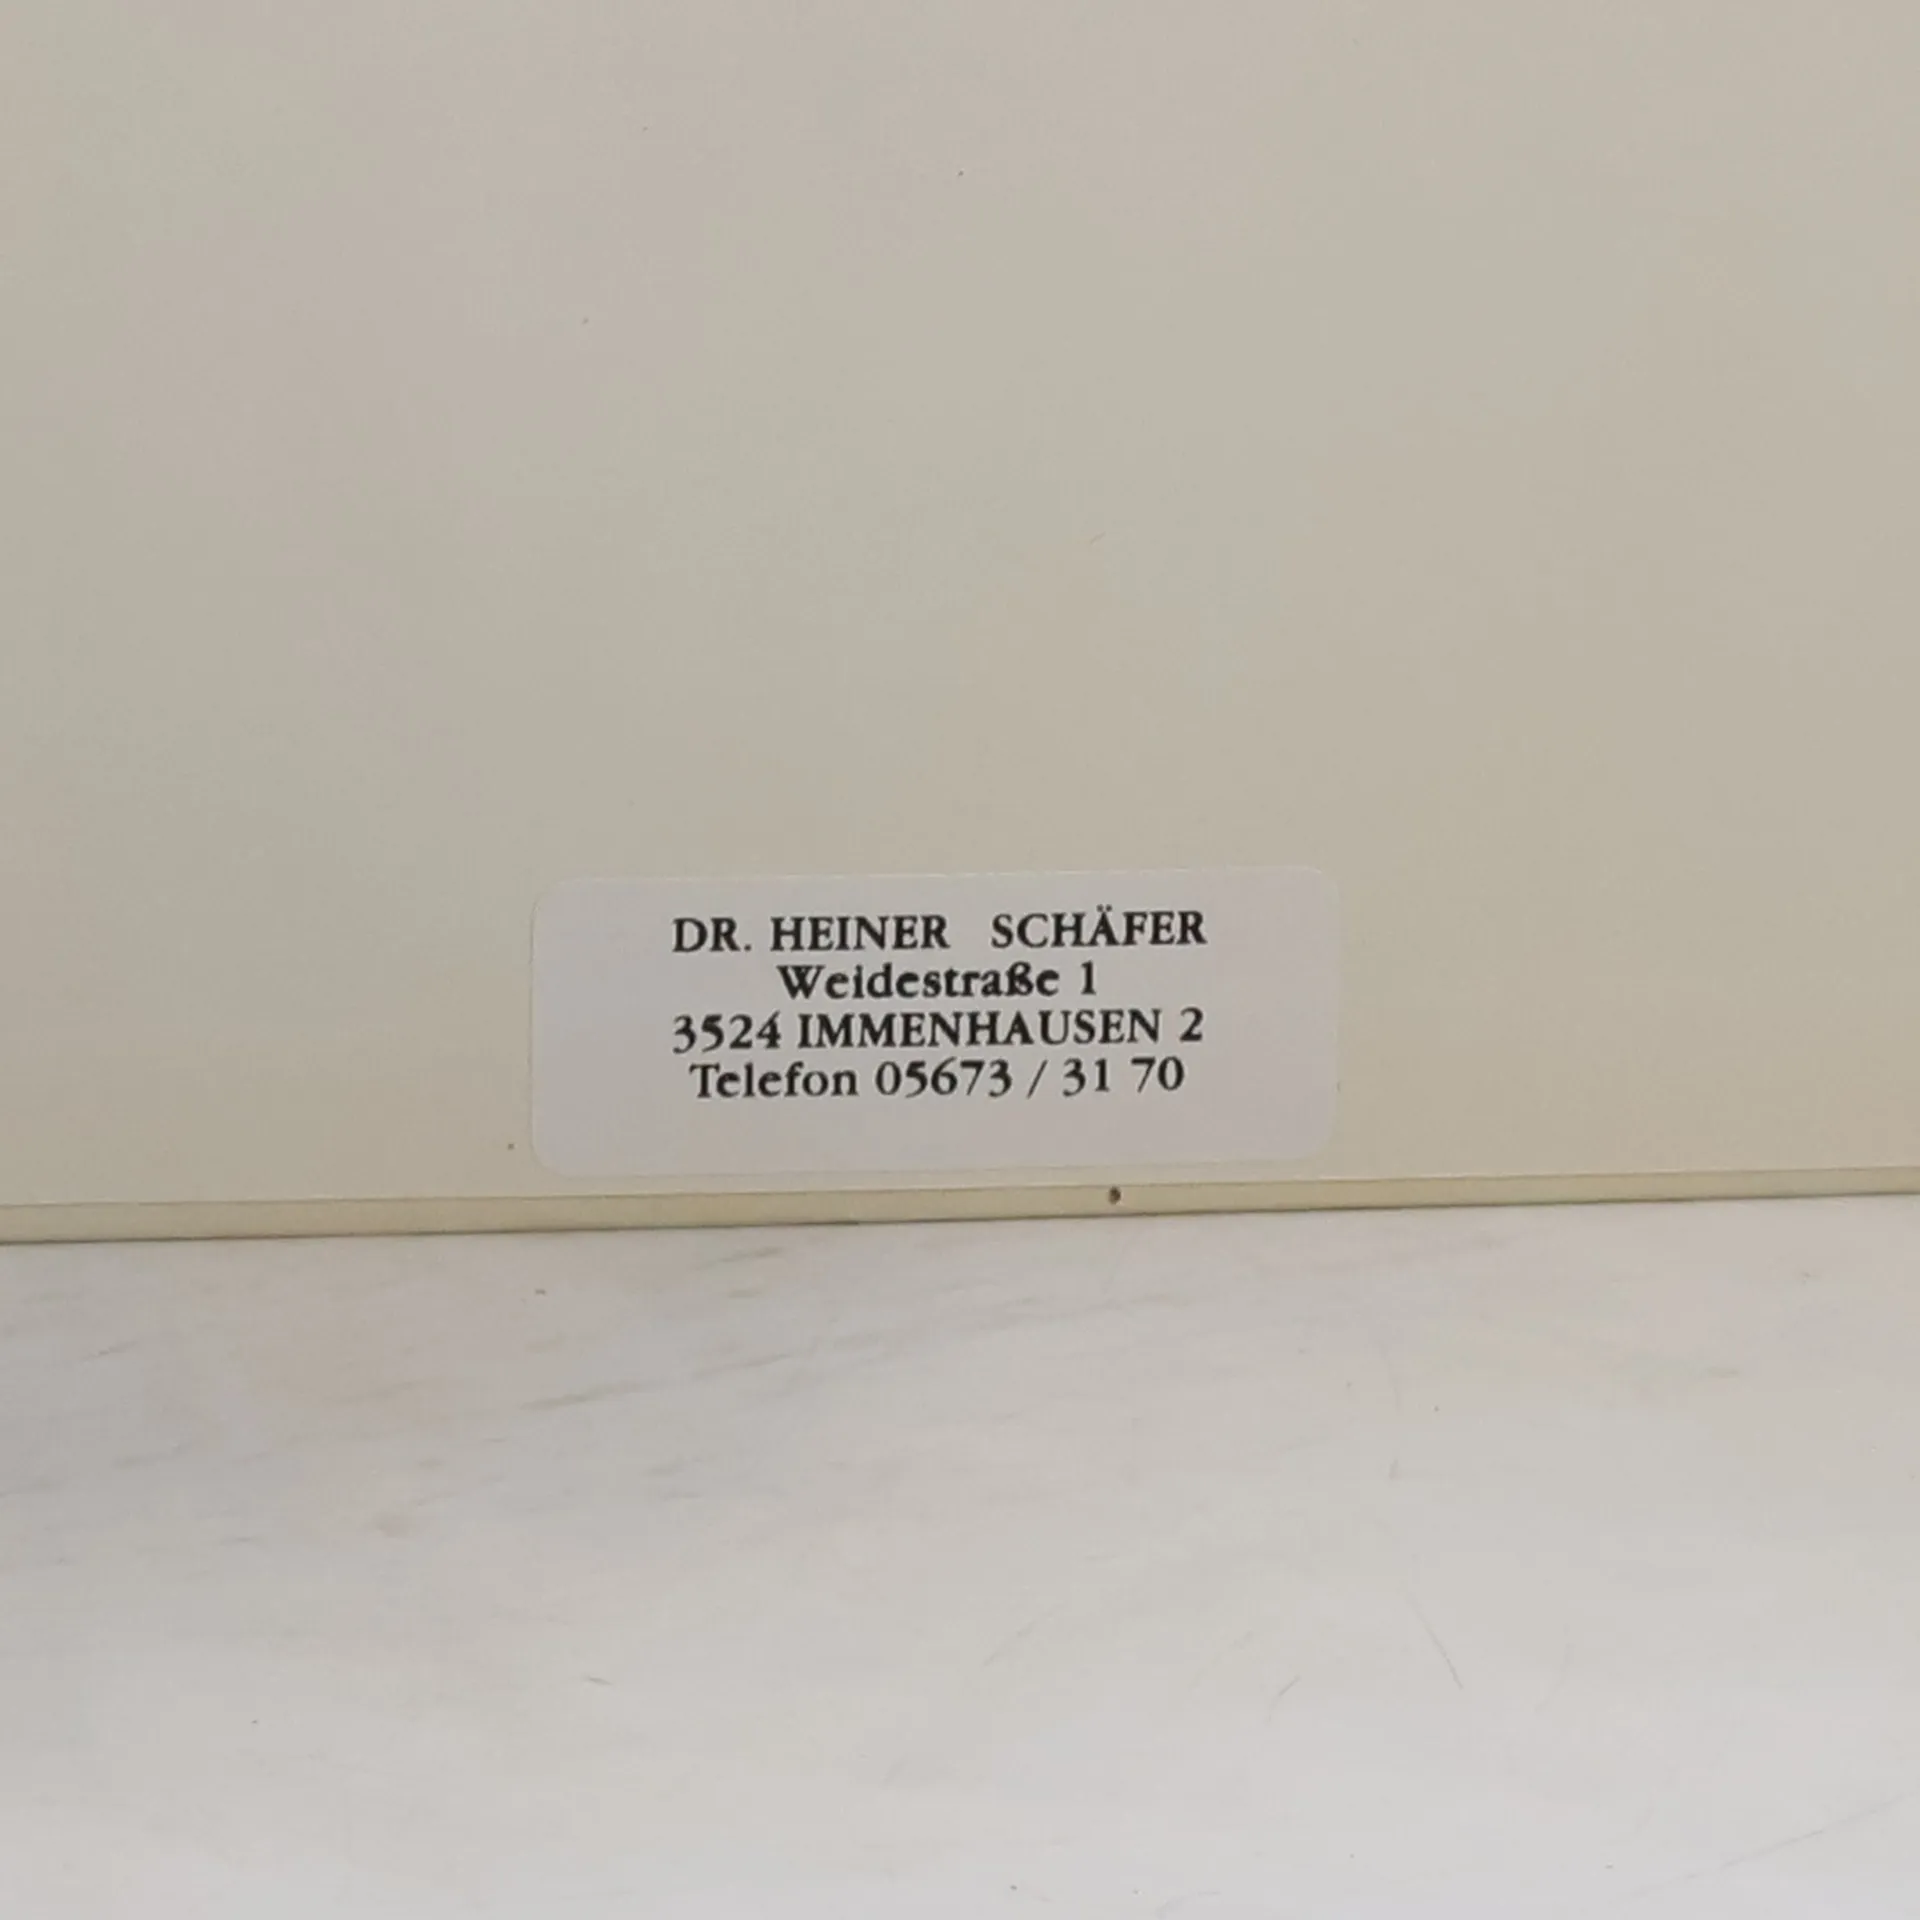 DR. HEINER SCHÄFER
Weidestraße 1
3524 IMMENHAUSEN 2
Telefon 05673 / 31 70